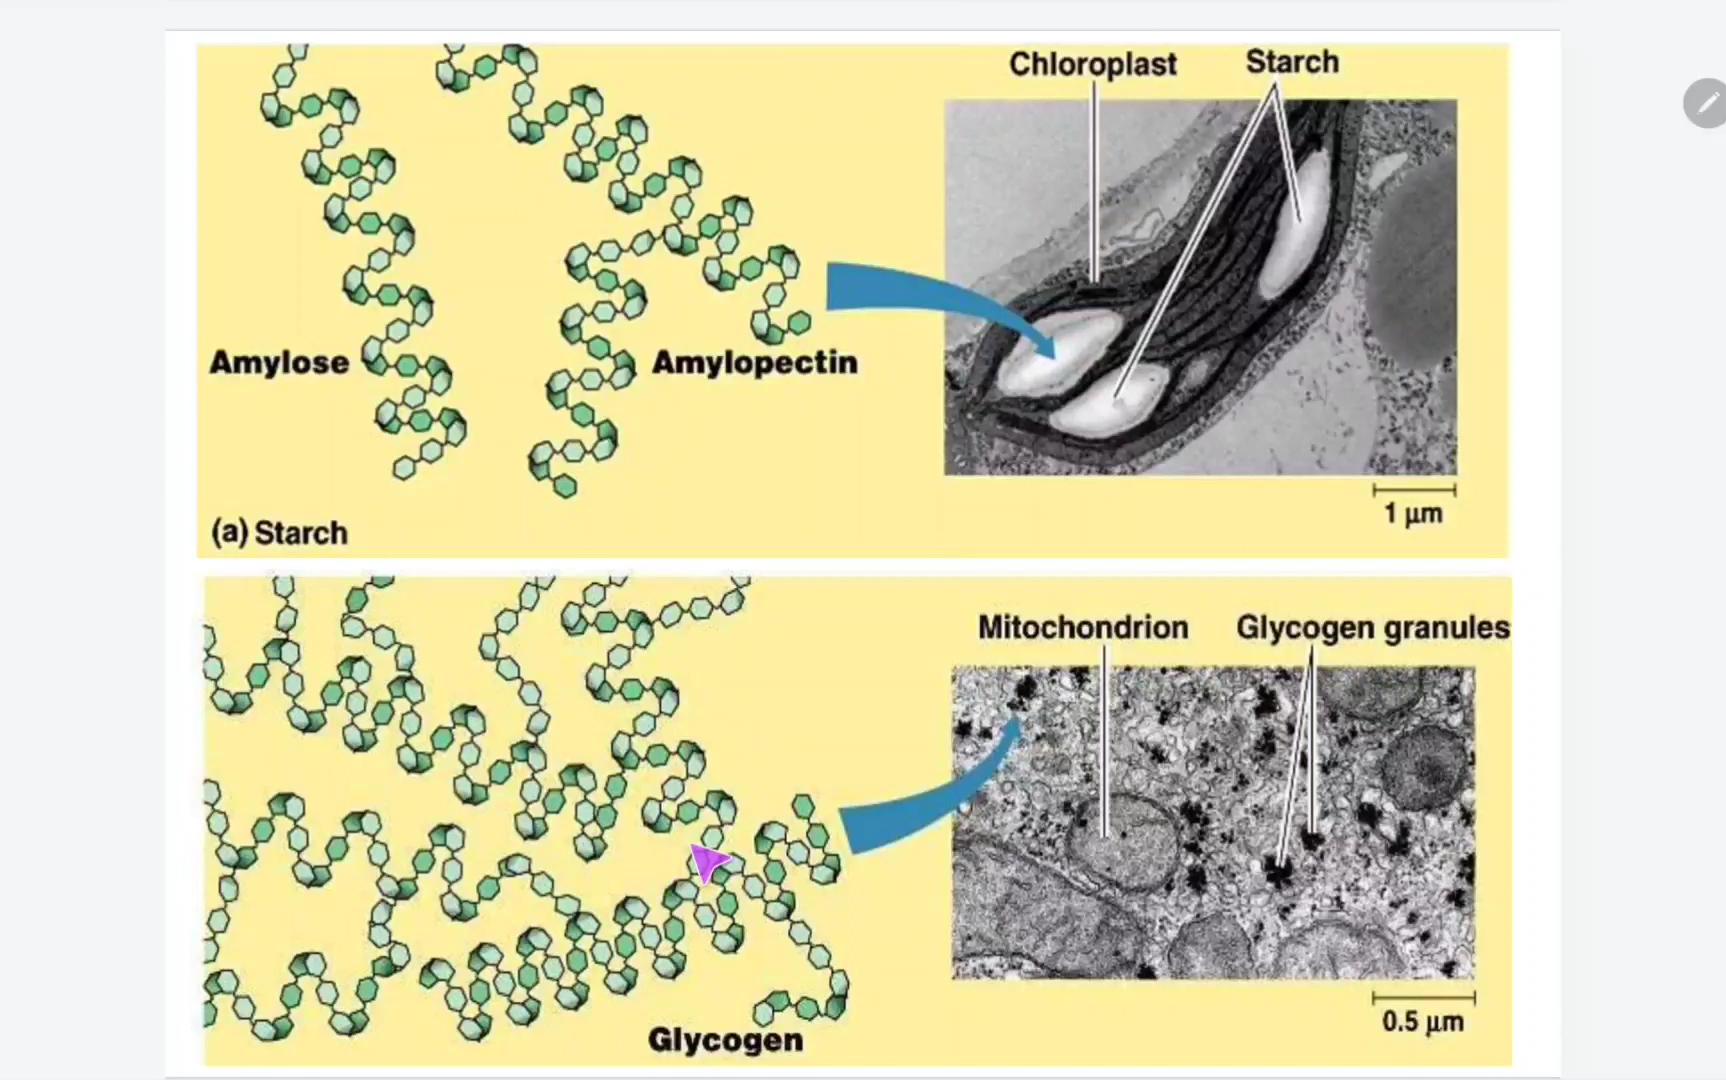 Chloroplast
Starch
Amylose
Amylopectin
1 µm
(a) Starch
Mitochondrion
Glycogen granules
Glycogen
0.5 µm